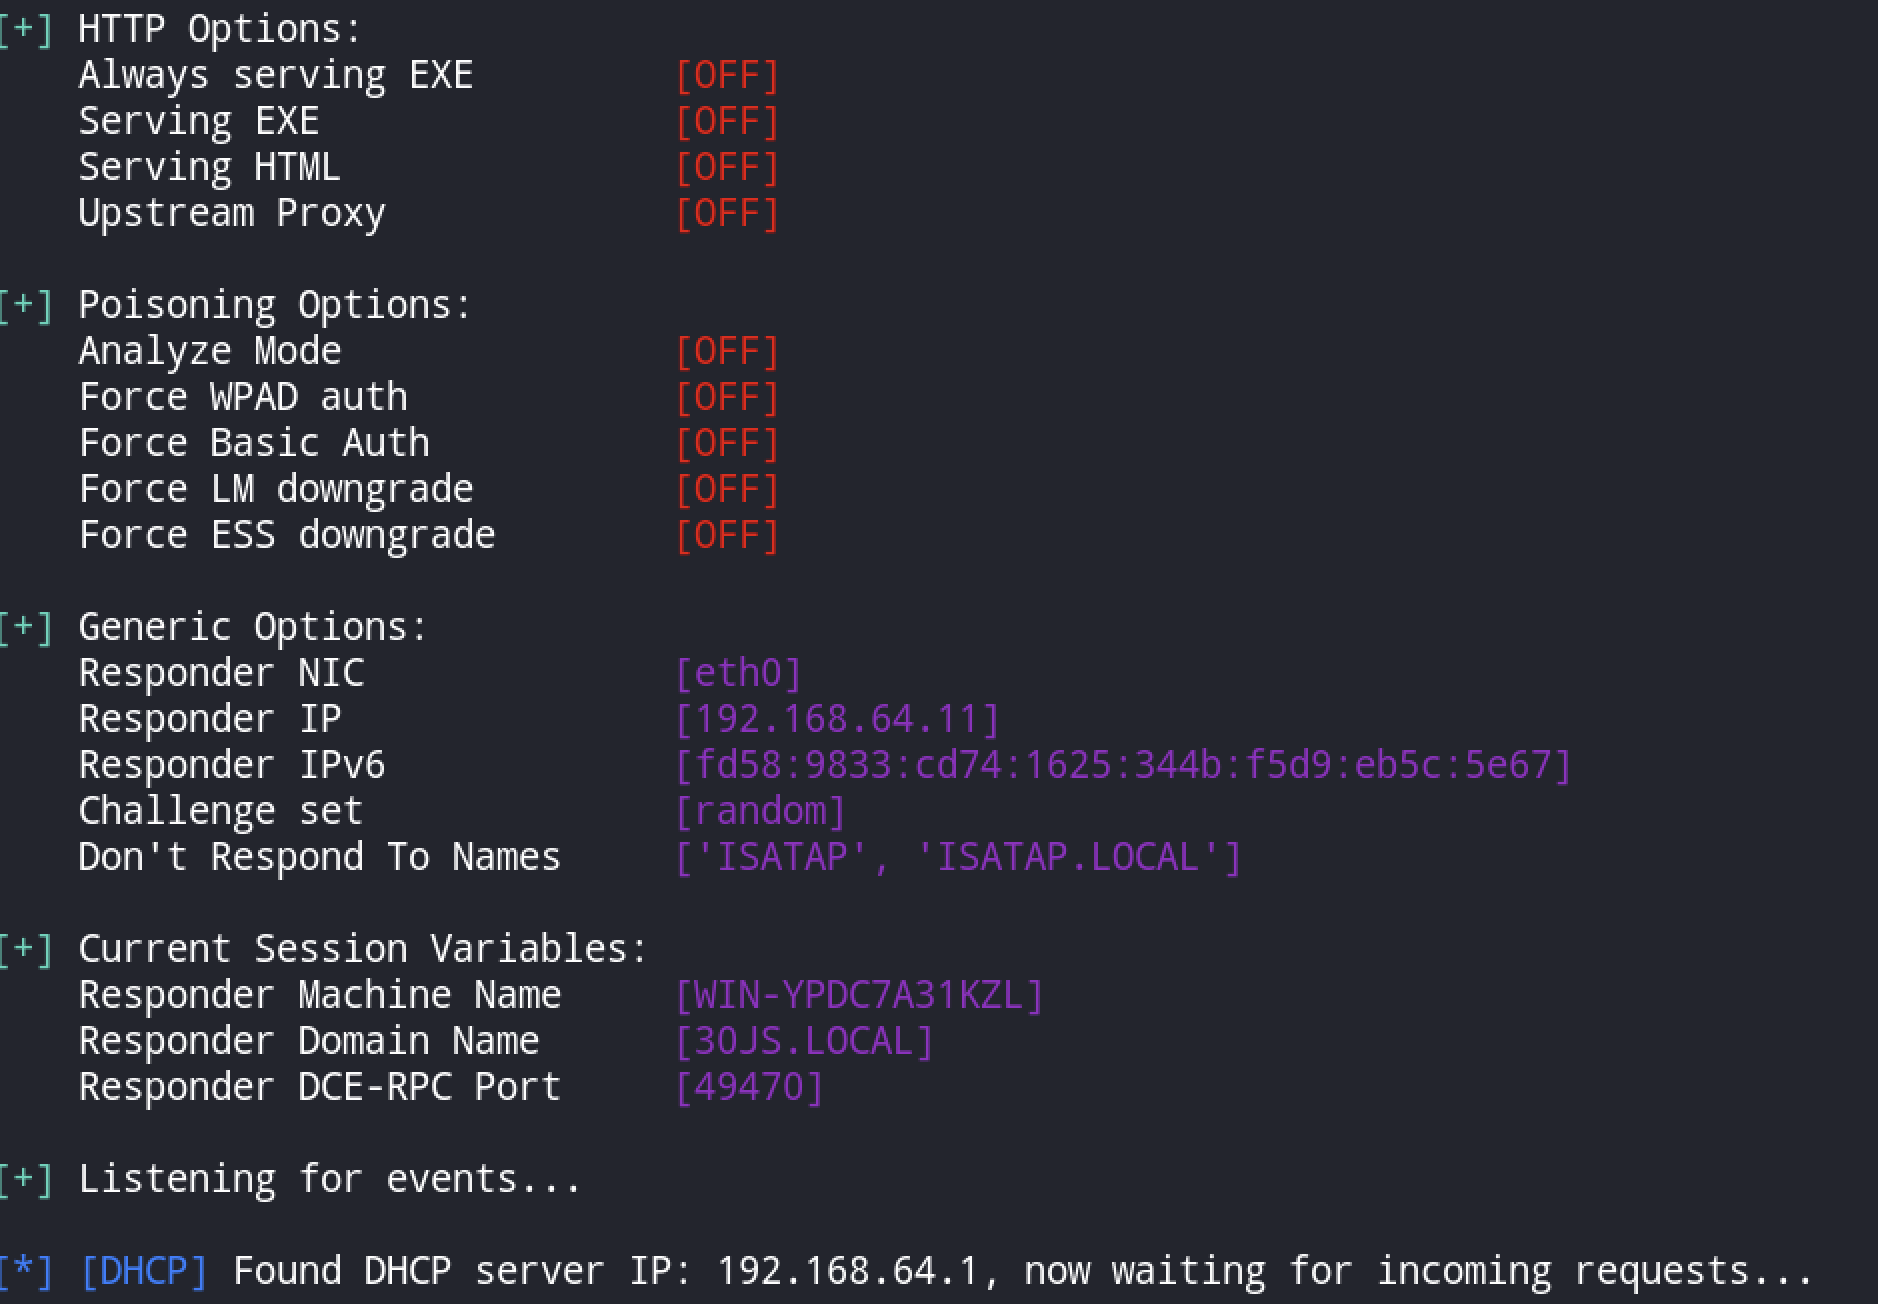 [+] HTTP Options:
Always serving EXE [OFF]
Serving EXE [OFF]
Serving HTML [OFF]
Upstream Proxy [OFF]
[+] Poisoning Options:
Analyze Mode [OFF]
Force WPAD auth [OFF]
Force Basic Auth [OFF]
Force LM downgrade [OFF]
Force ESS downgrade [OFF]
[+] Generic Options:
Responder NIC [eth0]
Responder IP [192.168.64.11]
Responder IPv6 [fd58:9833:cd74:1625:344b:f5d9:eb5c:5e67]
Challenge set [random]
Don't Respond To Names ['ISATAP', 'ISATAP.LOCAL']
[+] Current Session Variables:
Responder Machine Name [WIN-YPDC7A31KZL]
Responder Domain Name [3OJS.LOCAL]
Responder DCE-RPC Port [49470]
[+] Listening for events...
[*] [DHCP] Found DHCP server IP: 192.168.64.1, now waiting for incoming requests...